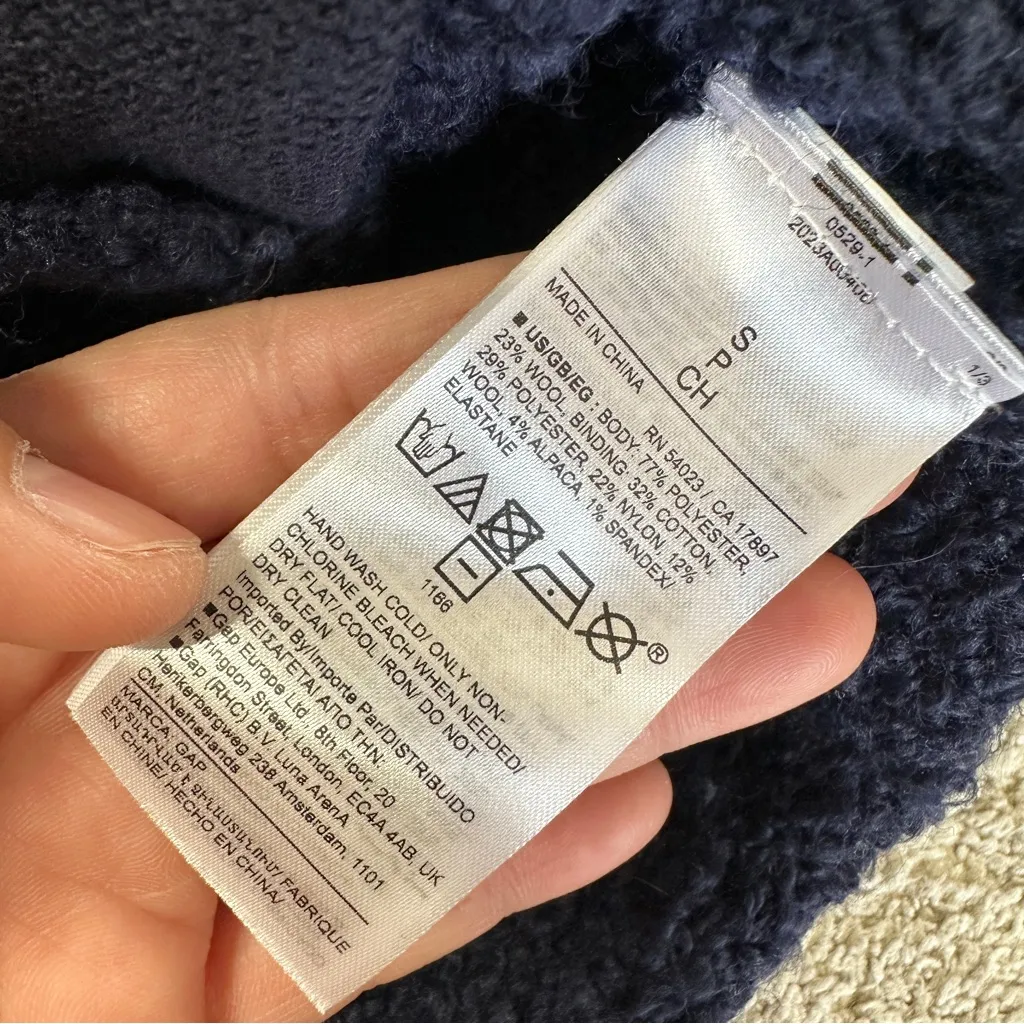 0529-1
1/3
S
P
CH
MADE IN CHINA
RN 54023 / CA 17897
US/GB/EG : BODY: 77% POLYESTER,
23% WOOL, BINDING: 32% COTTON,
29% POLYESTER, 22% NYLON, 12%
WOOL, 4% ALPACA, 1% SPANDEX/
ELASTANE
®
1166
HAND WASH COLD/ ONLY NON-
CHLORINE BLEACH WHEN NEEDED/
DRY FLAT/ COOL IRON/ DO NOT
DRY CLEAN
Imported By/Importé Par/DISTRIBUIDO
POR/ΕΙΣΑΓΕΤΑΙ ΑΠΟ ΤΗΝ:
Gap Europe Ltd, 8th Floor, 20
Farringdon Street, London, EC4A 4AB, UK
Gap (RHC) B.V. Luna ArenA
Herikerbergweg 238 Amsterdam, 1101
CM, Netherlands
MARCA: GAP
FABRIQUE
EN CHINE/ HECHO EN CHINA/